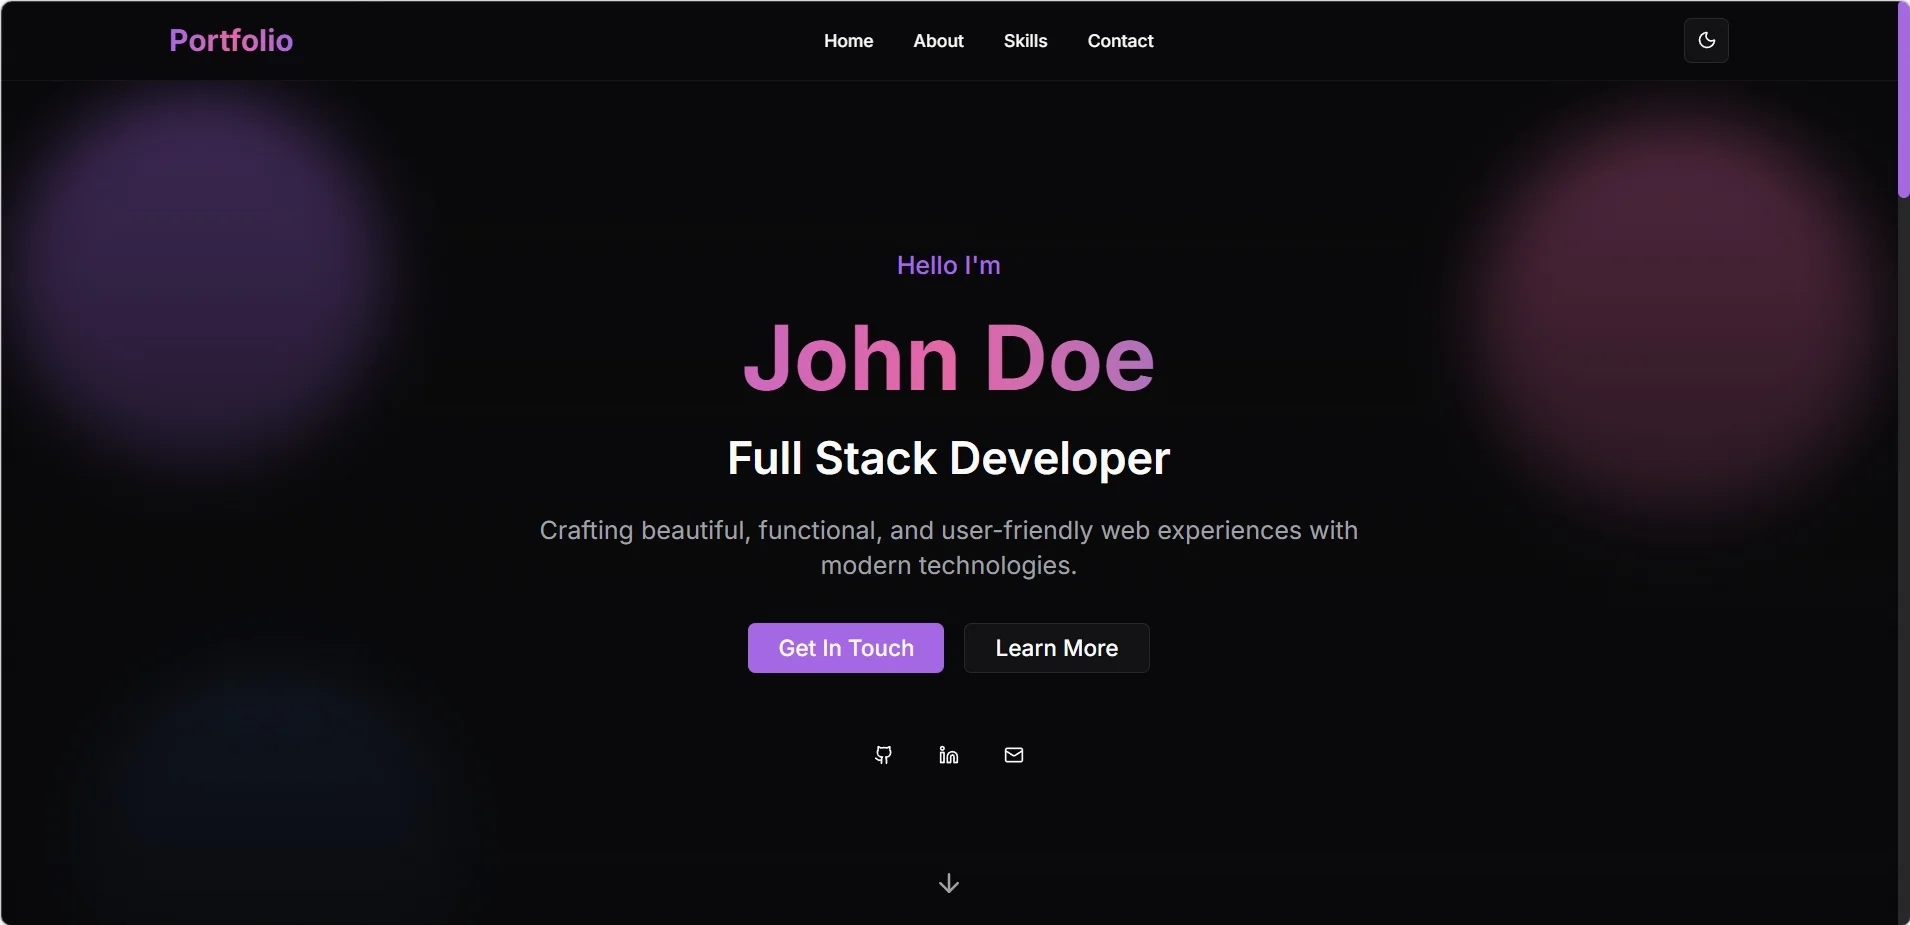 Portfolio
Home
About
Skills
Contact
Hello I'm
John Doe
Full Stack Developer
Crafting beautiful, functional, and user-friendly web experiences with
modern technologies.
Get In Touch
Learn More